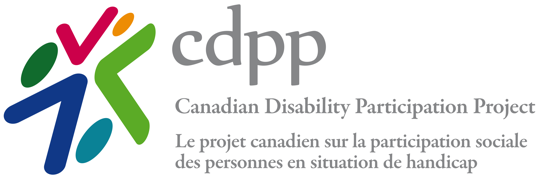 cdpp
Canadian Disability Participation Project
Le projet canadien sur la participation sociale
des personnes en situation de handicap